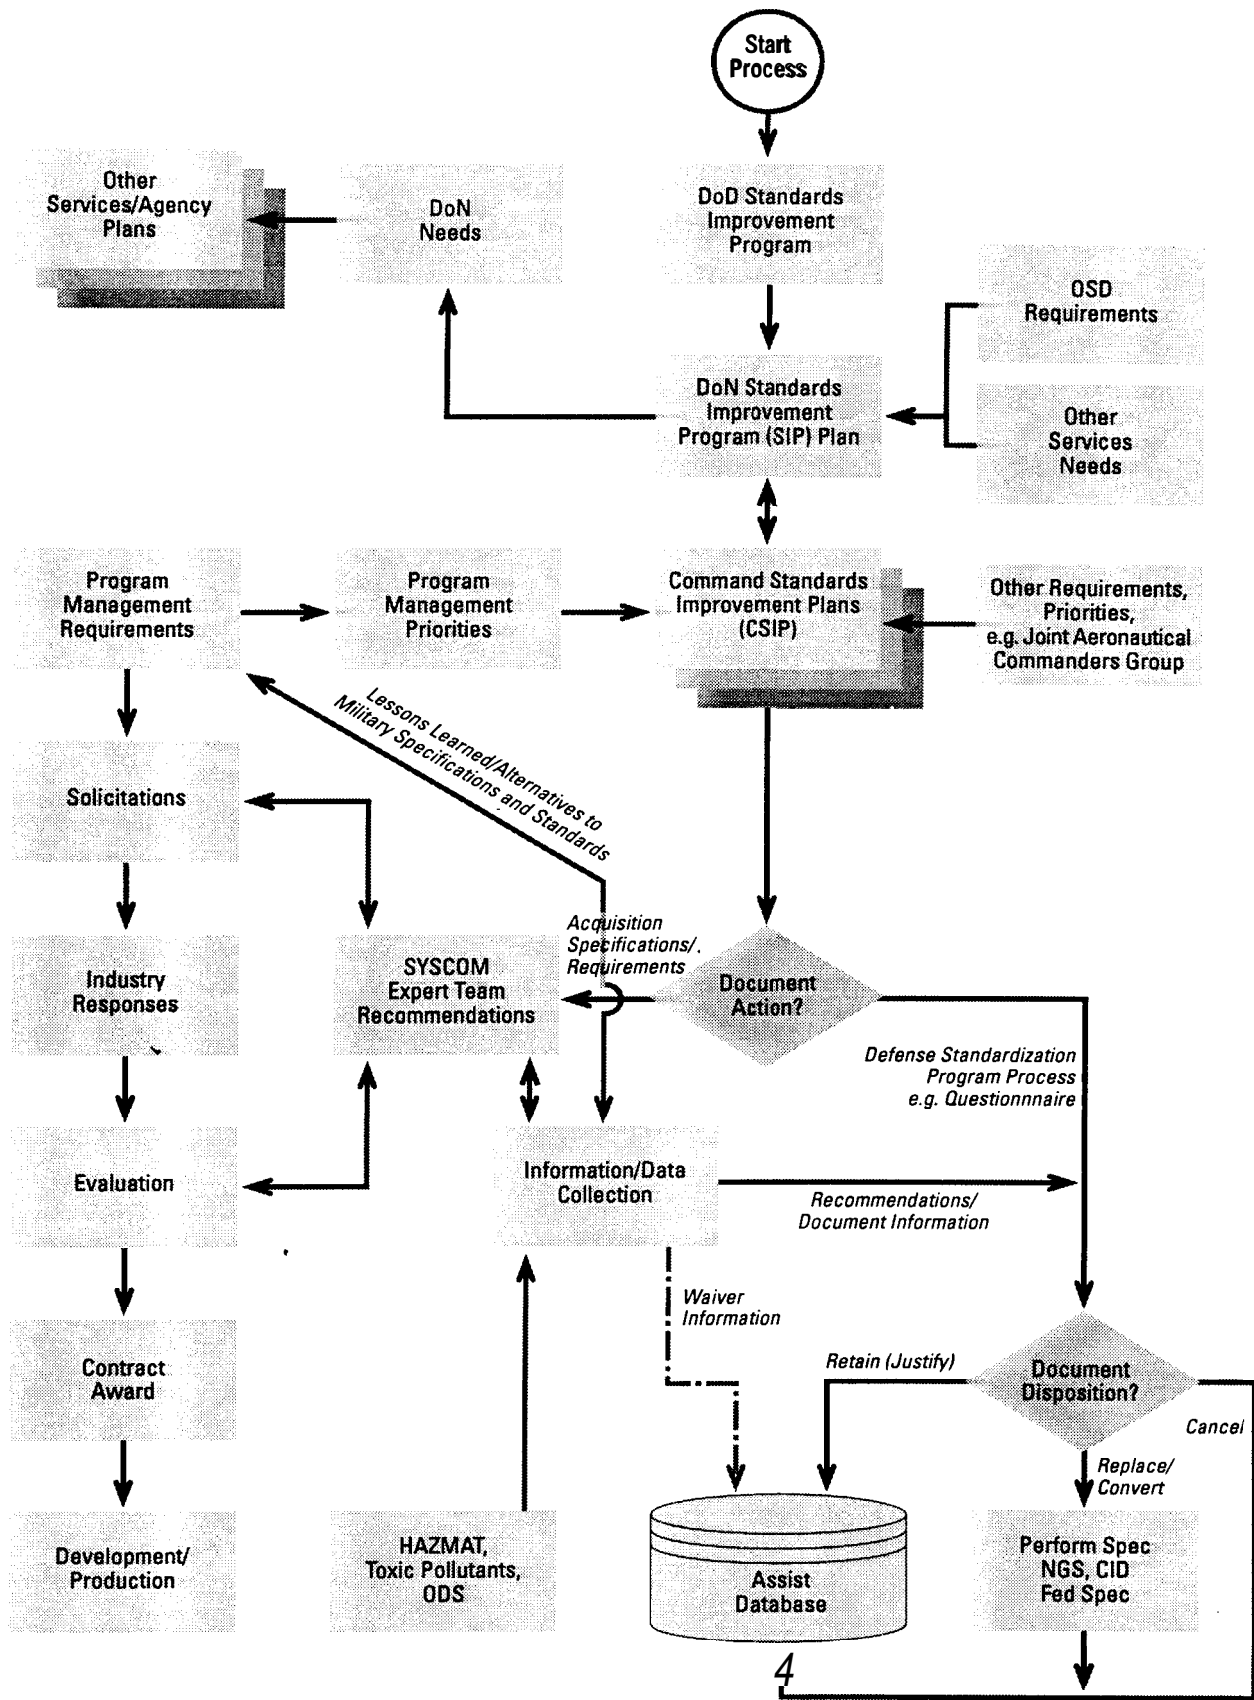 Start
Process
Other
Services/Agency
Plans
DoN
Needs
DoD Standards
Improvement
Program
OSD
Requirements
DoN Standards
Improvement
Program (SIP) Plan
Other
Services
Needs
Program
Management
Requirements
Program
Management
Priorities
Command Standards
Improvement Plans
(CSIP)
Other Requirements,
Priorities,
e.g. Joint Aeronautical
Commanders Group
Lessons Learned/Alternatives to
Military Specifications and Standards
Solicitations
Acquisition
Specifications/
Requirements
Industry
Responses
SYSCOM
Expert Team
Recommendations
Document
Action?
Defense Standardization
Program Process
e.g. Questionnnaire
Evaluation
Information/Data
Collection
Recommendations/
Document Information
Waiver
Information
Contract
Award
Retain (Justify)
Document
Disposition?
Cancel
Replace/
Convert
Development/
Production
HAZMAT,
Toxic Pollutants,
ODS
Assist
Database
Perform Spec
NGS, CID
Fed Spec
4